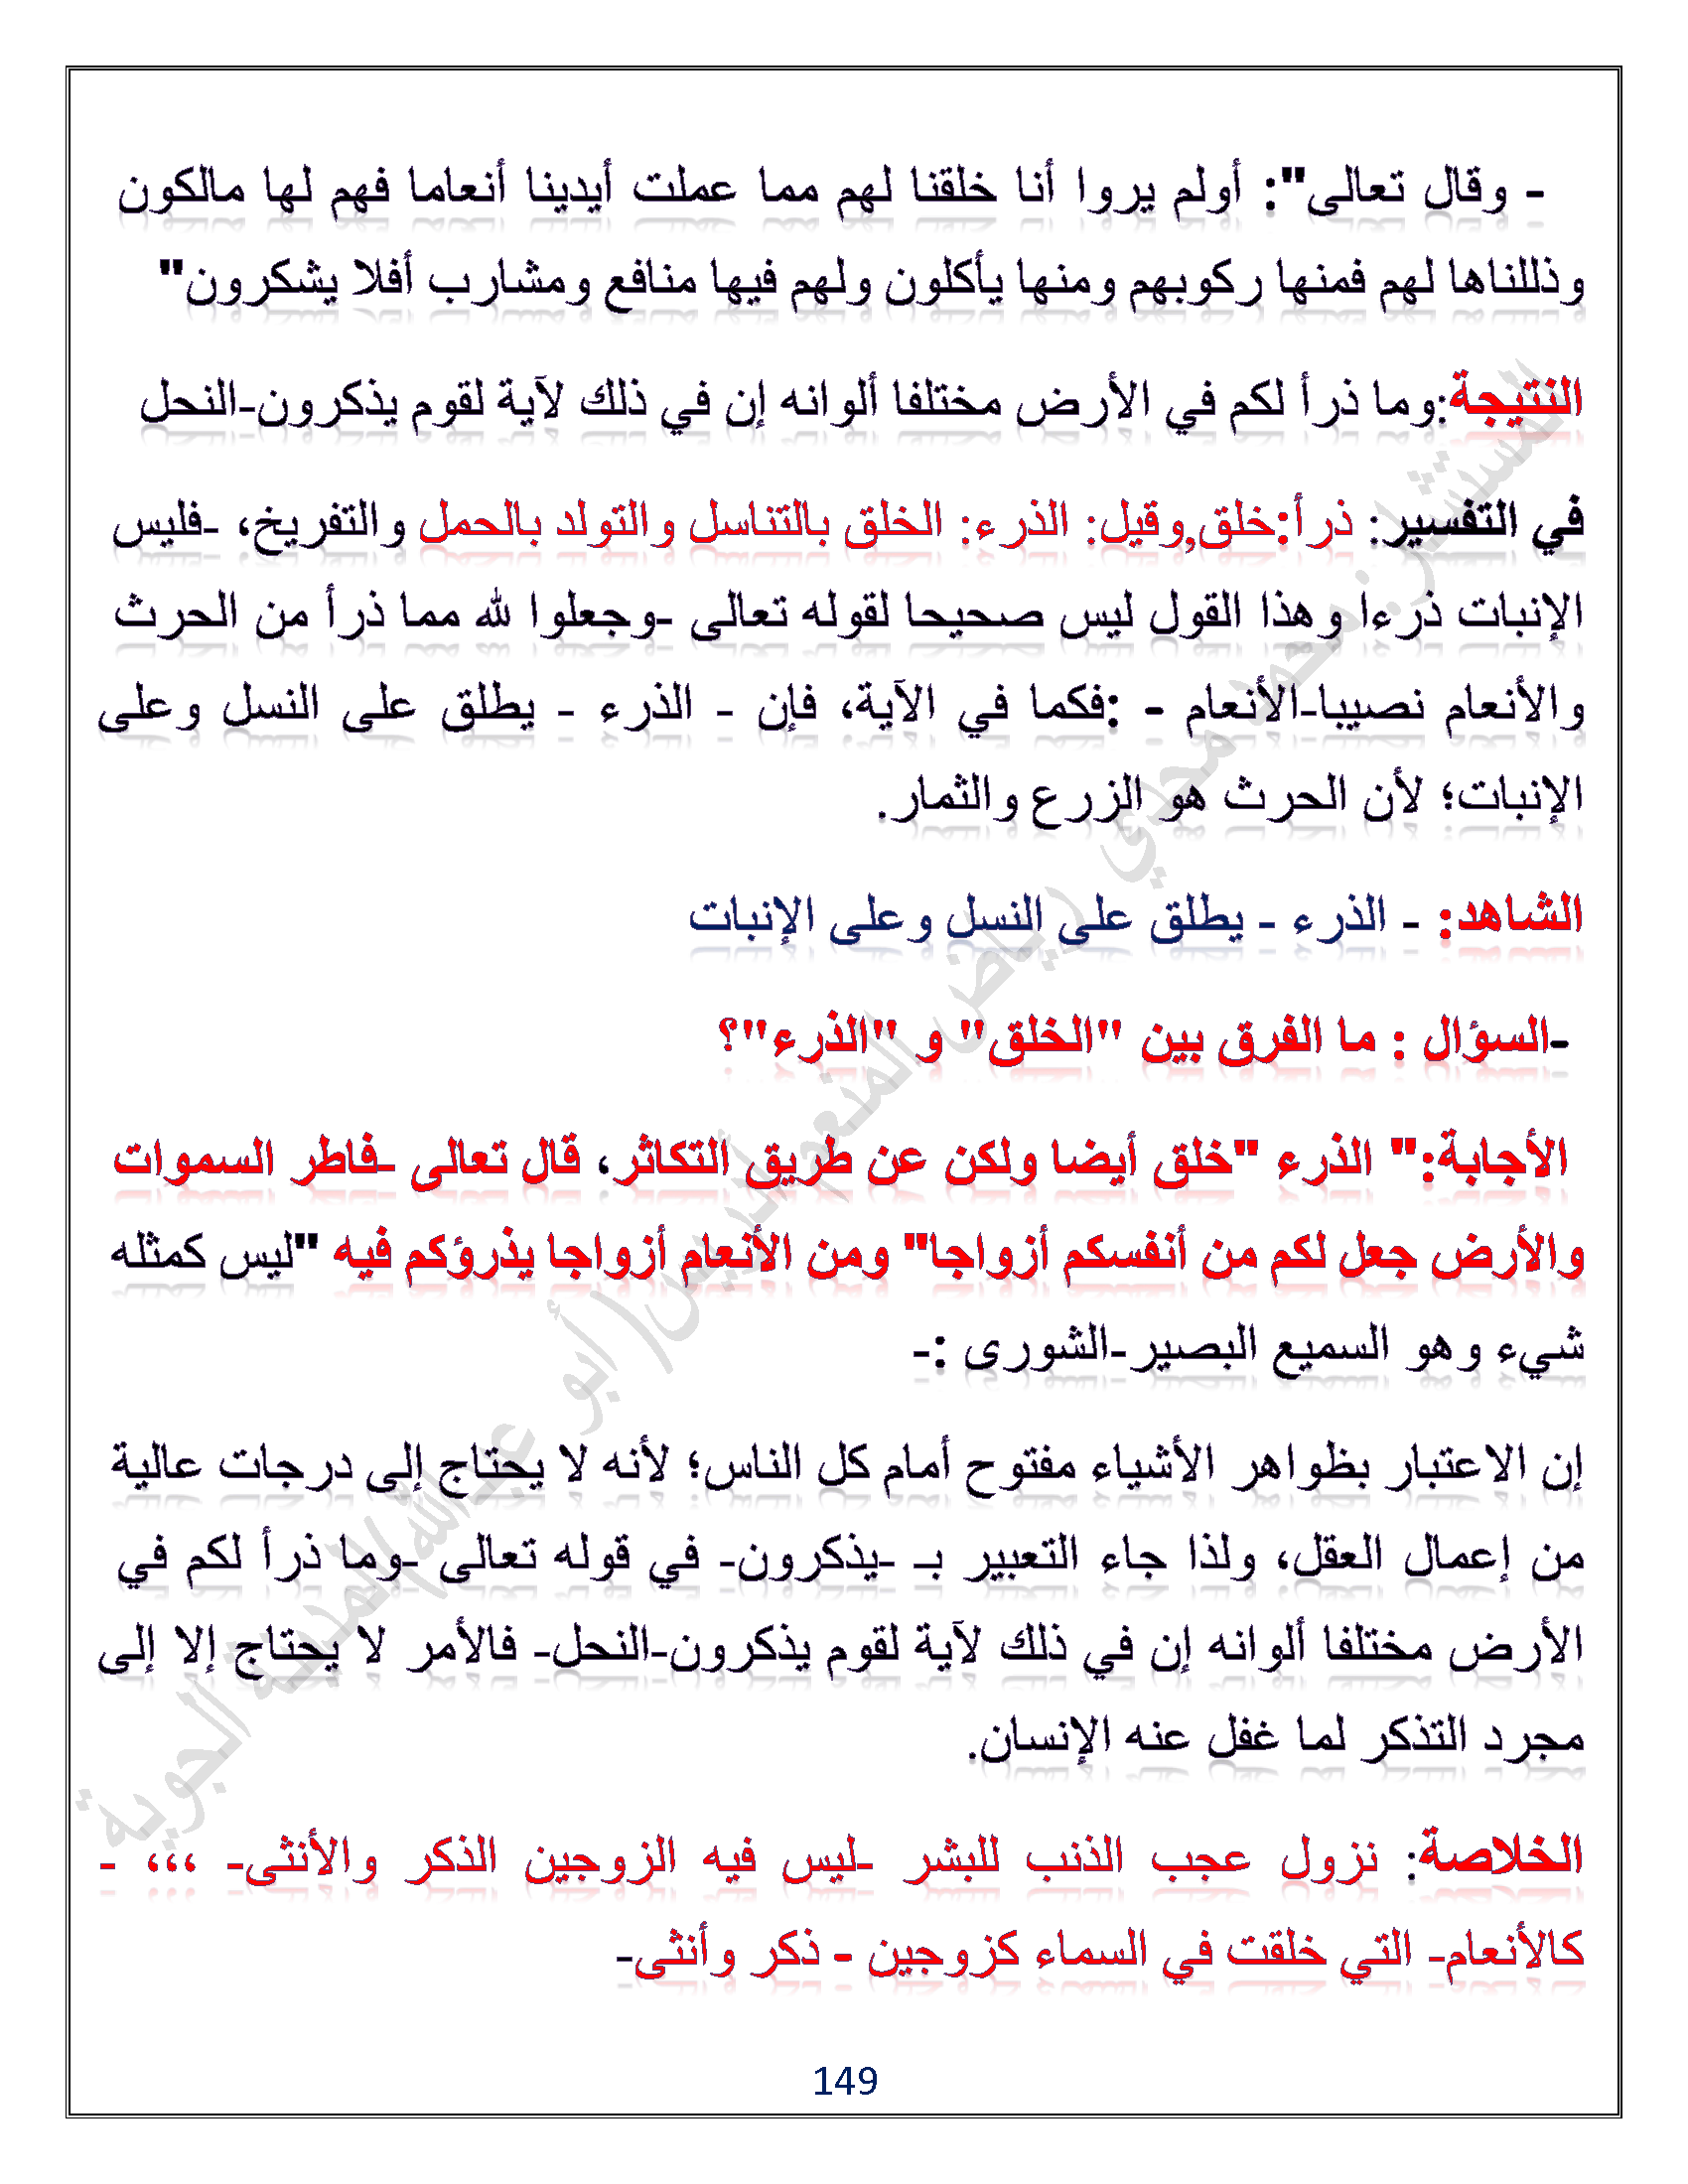 - وقال تعالى": أولم يروا أنا خلقنا لهم مما عملت أيدينا أنعاما فهم لها مالكون
وذللناها لهم فمنها ركوبهم ومنها يأكلون ولهم فيها منافع ومشارب أفلا يشكرون"
النتيجة:وما ذرأ لكم في الأرض مختلفا ألوانه إن في ذلك لآية لقوم يذكرون-النحل
في التفسير: ذرأ:خلق,وقيل: الذرء: الخلق بالتناسل والتولد بالحمل والتفريخ، -فليس
الإنبات ذرءا وهذا القول ليس صحيحا لقوله تعالى -وجعلوا لله مما ذرأ من الحرث
والأنعام نصيبا-الأنعام - :فكما في الآية، فإن - الذرء - يطلق على النسل وعلى
الإنبات؛ لأن الحرث هو الزرع والثمار.
الشاهد: - الذرء - يطلق على النسل وعلى الإنبات
-السؤال : ما الفرق بين "الخلق" و "الذرء"؟
الأجابة:" الذرء "خلق أيضا ولكن عن طريق التكاثر، قال تعالى -فاطر السموات
والأرض جعل لكم من أنفسكم أزواجا" ومن الأنعام أزواجا يذرؤكم فيه "ليس كمثله
شيء وهو السميع البصير-الشورى :-
إن الاعتبار بظواهر الأشياء مفتوح أمام كل الناس؛ لأنه لا يحتاج إلى درجات عالية
من إعمال العقل، ولذا جاء التعبير بـ -يذكرون- في قوله تعالى -وما ذرأ لكم في
الأرض مختلفا ألوانه إن في ذلك لآية لقوم يذكرون-النحل- فالأمر لا يحتاج إلا إلى
مجرد التذكر لما غفل عنه الإنسان.
الخلاصة: نزول عجب الذنب للبشر -ليس فيه الزوجين الذكر والأنثى- ،،،  -
كالأنعام- التي خلقت في السماء كزوجين - ذكر وأنثى-
149